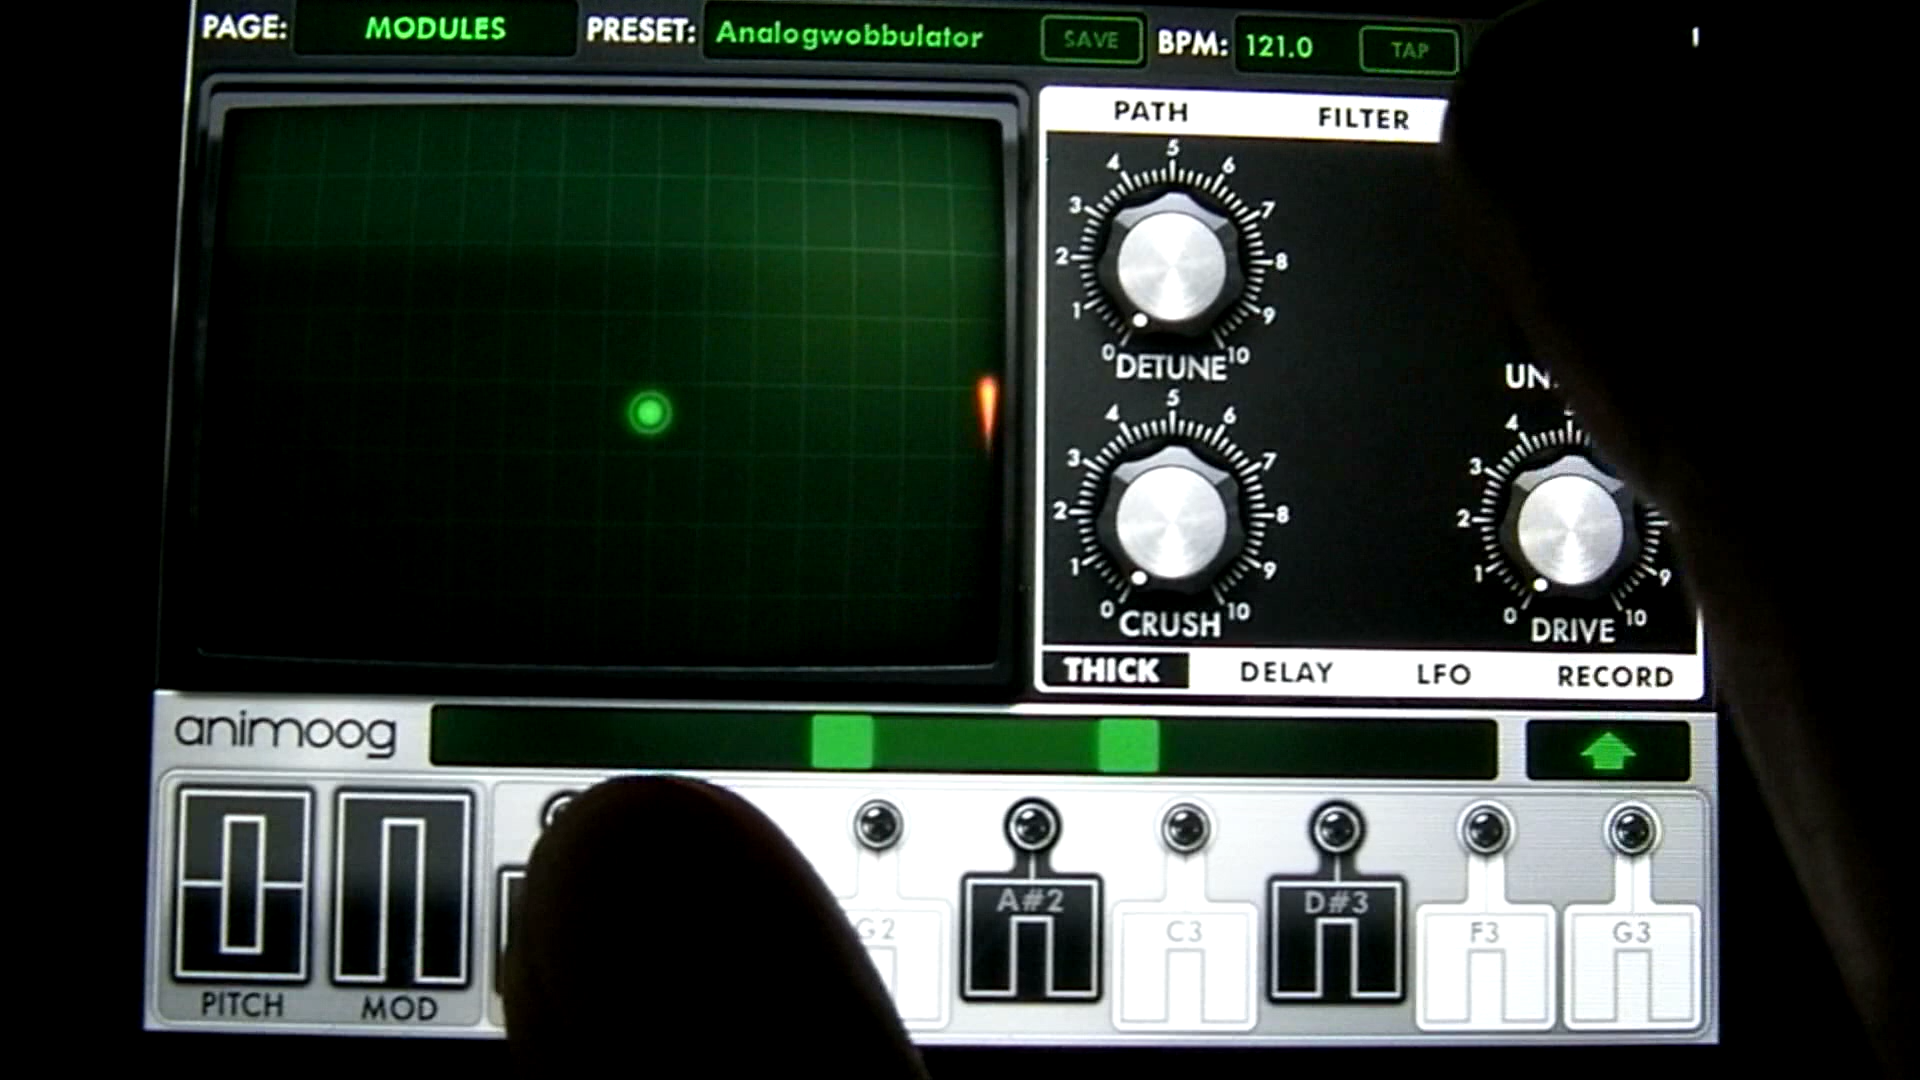 PAGE: MODULES PRESET: Analogwobbulator SAVE BPM: 121.0 TAP
PATH FILTER
0 1 2 3 4 5 6 7 8 9 10
DETUNE
0 1 2 3 4 5 6 7 8 9 10
CRUSH
0 1 2 3 4 9 10
DRIVE
THICK DELAY LFO RECORD
animoog
G2 A#2 C3 D#3 F3 G3
PITCH MOD